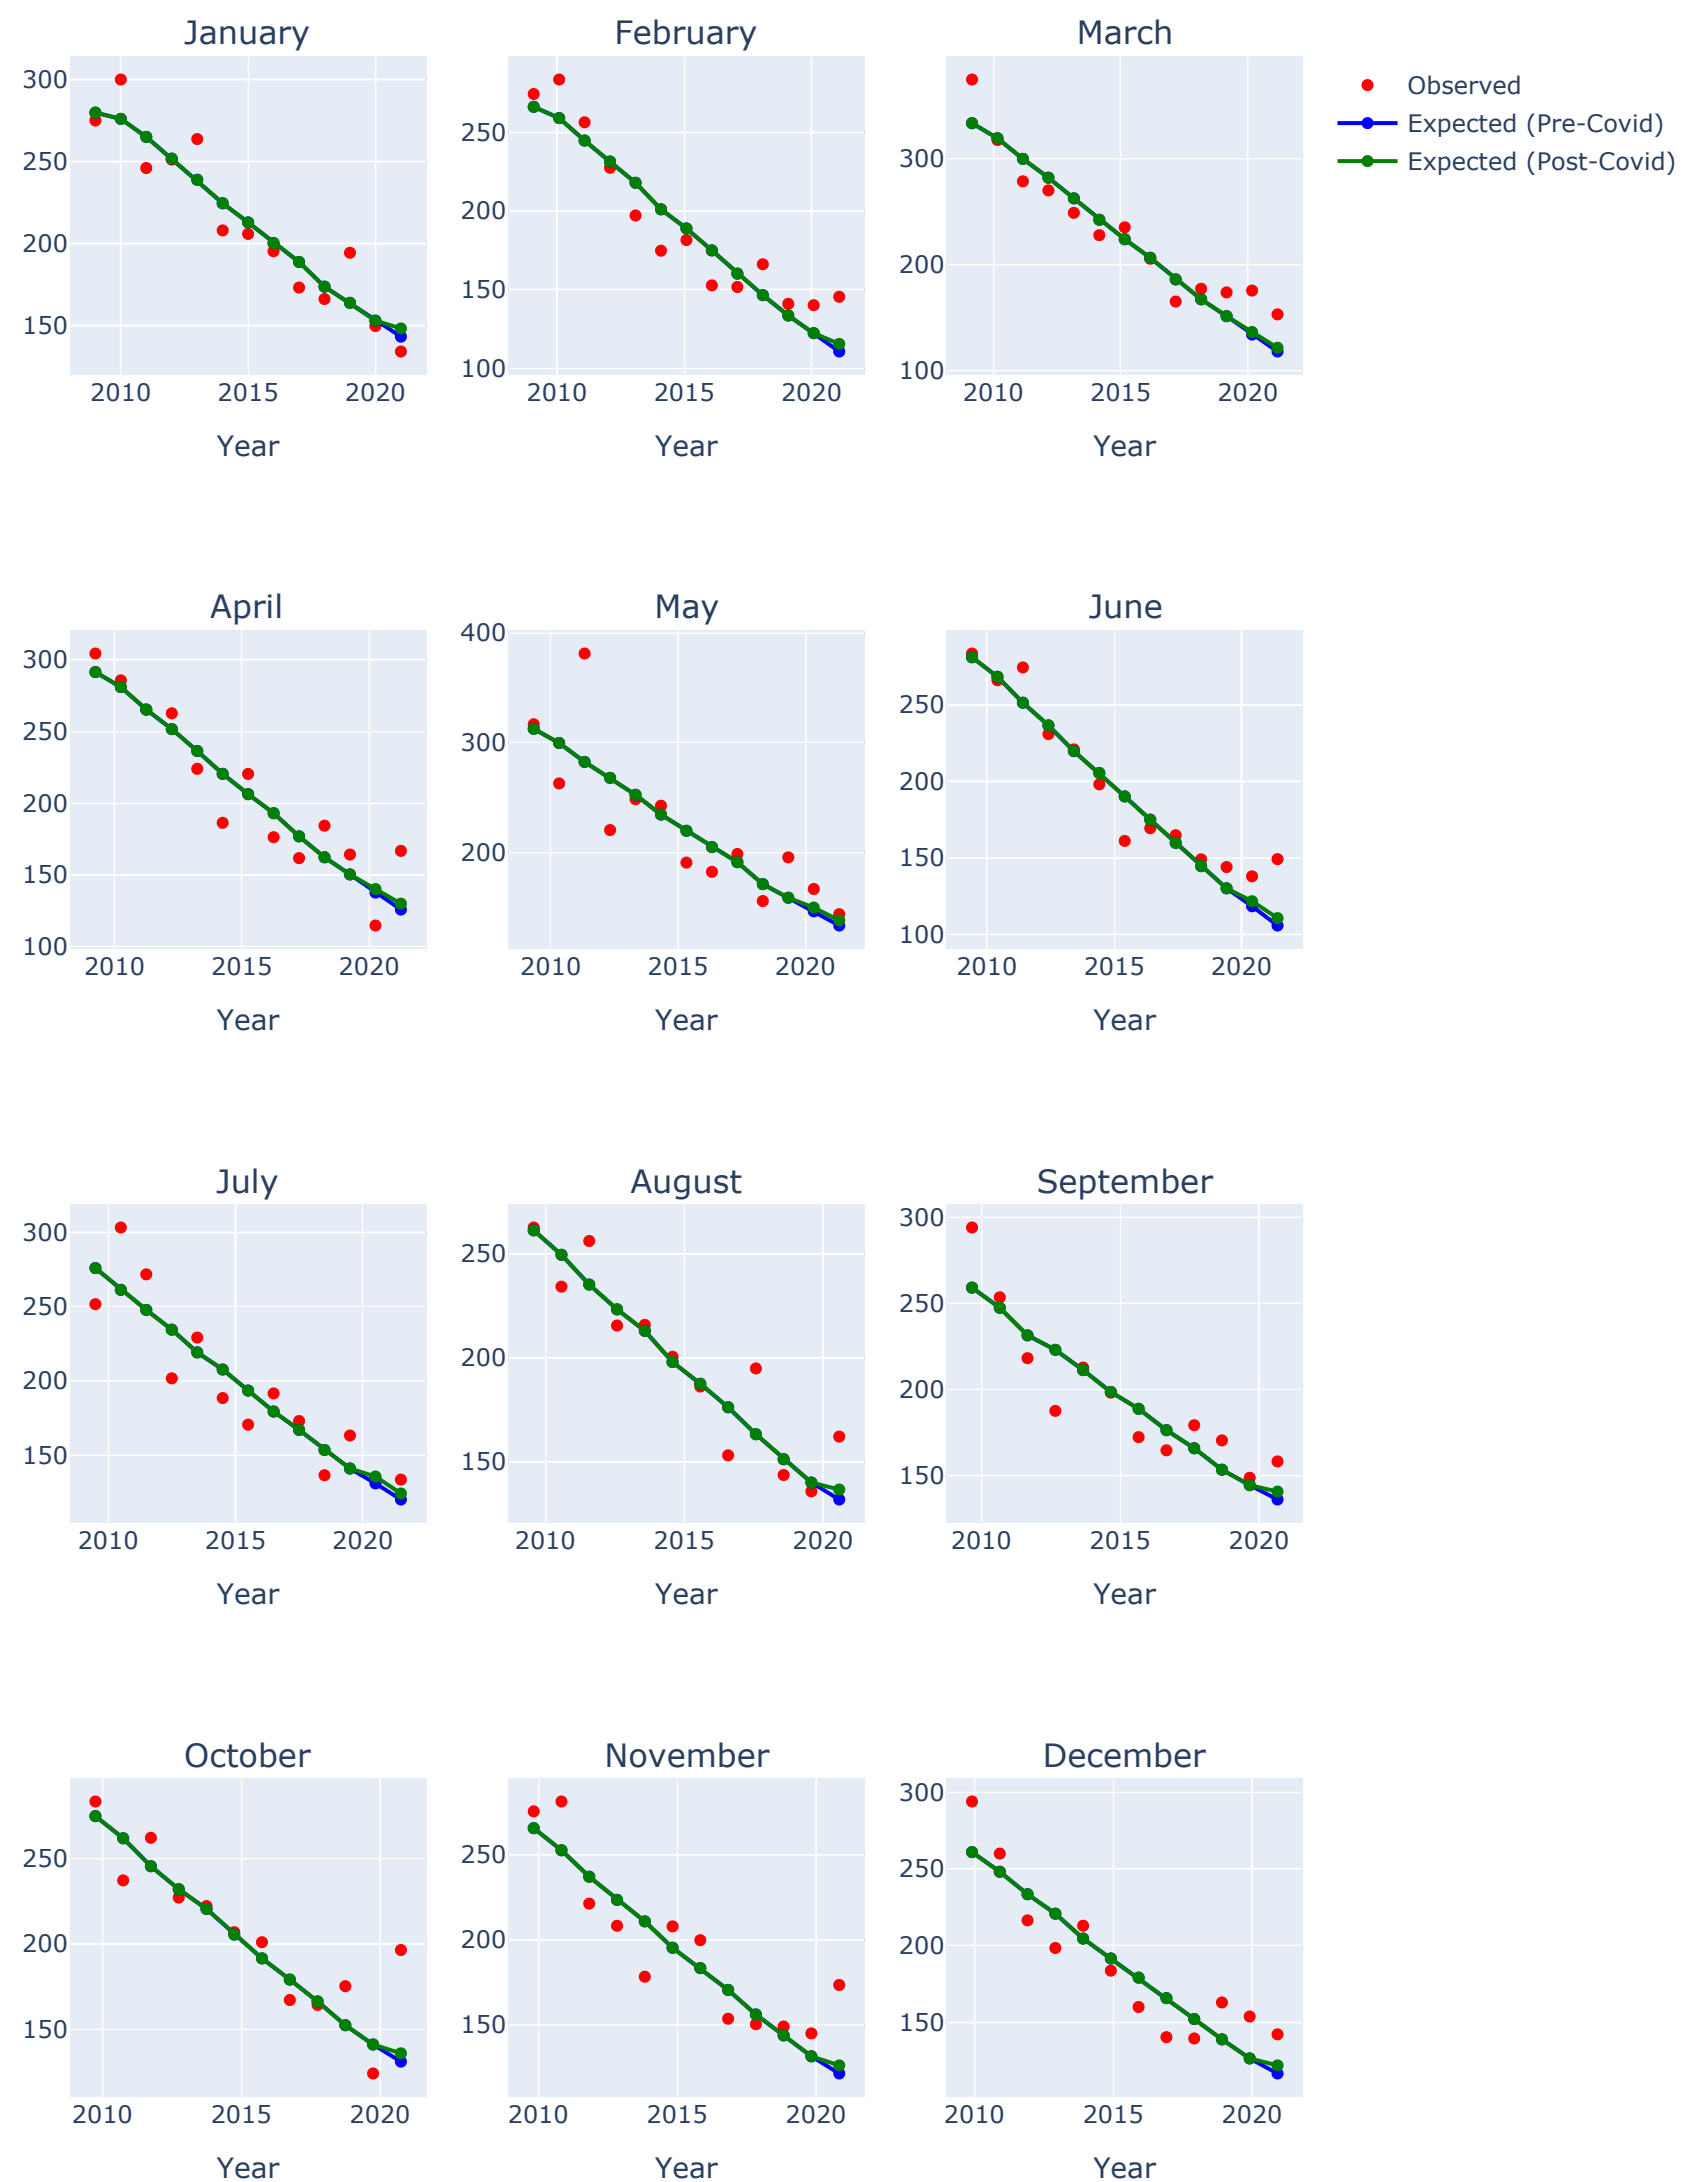 January
February
March
300
250
200
150
250
200
150
100
300
200
100
2010 2015 2020
2010 2015 2020
2010 2015 2020
Year
Year
Year
Observed
Expected (Pre-Covid)
Expected (Post-Covid)
April
May
June
300
250
200
150
100
400
300
200
250
200
150
100
2010 2015 2020
2010 2015 2020
2010 2015 2020
Year
Year
Year
July
August
September
300
250
200
150
250
200
150
300
250
200
150
2010 2015 2020
2010 2015 2020
2010 2015 2020
Year
Year
Year
October
November
December
250
200
150
250
200
150
300
250
200
150
2010 2015 2020
2010 2015 2020
2010 2015 2020
Year
Year
Year